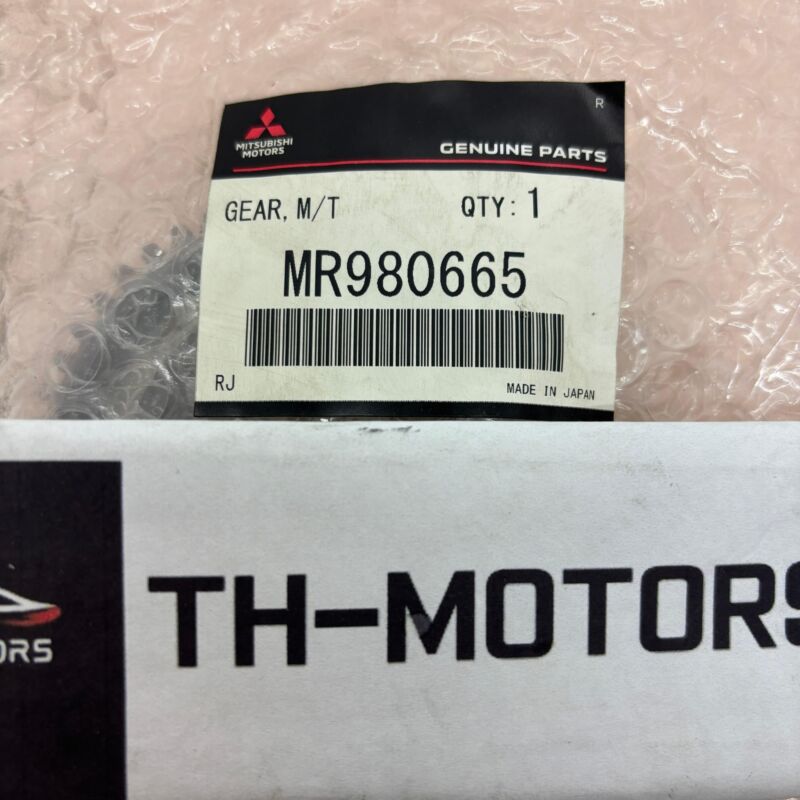 R
MITSUBISHI
MOTORS
GENUINE PARTS
GEAR, M/T QTY: 1
MR980665
RJ MADE IN JAPAN
TH-MOTORS
ORS